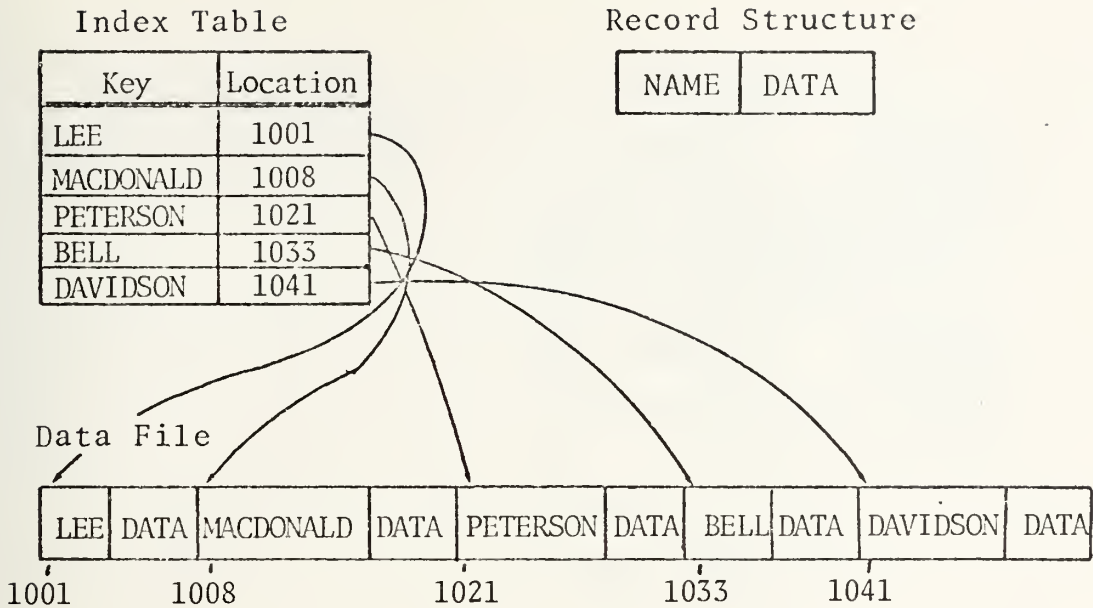 Index Table
Record Structure
Key Location
NAME DATA
LEE 1001
MACDONALD 1008
PETERSON 1021
BELL 1033
DAVIDSON 1041
Data File
LEE DATA MACDONALD DATA PETERSON DATA BELL DATA DAVIDSON DATA
1001 1008 1021 1033 1041